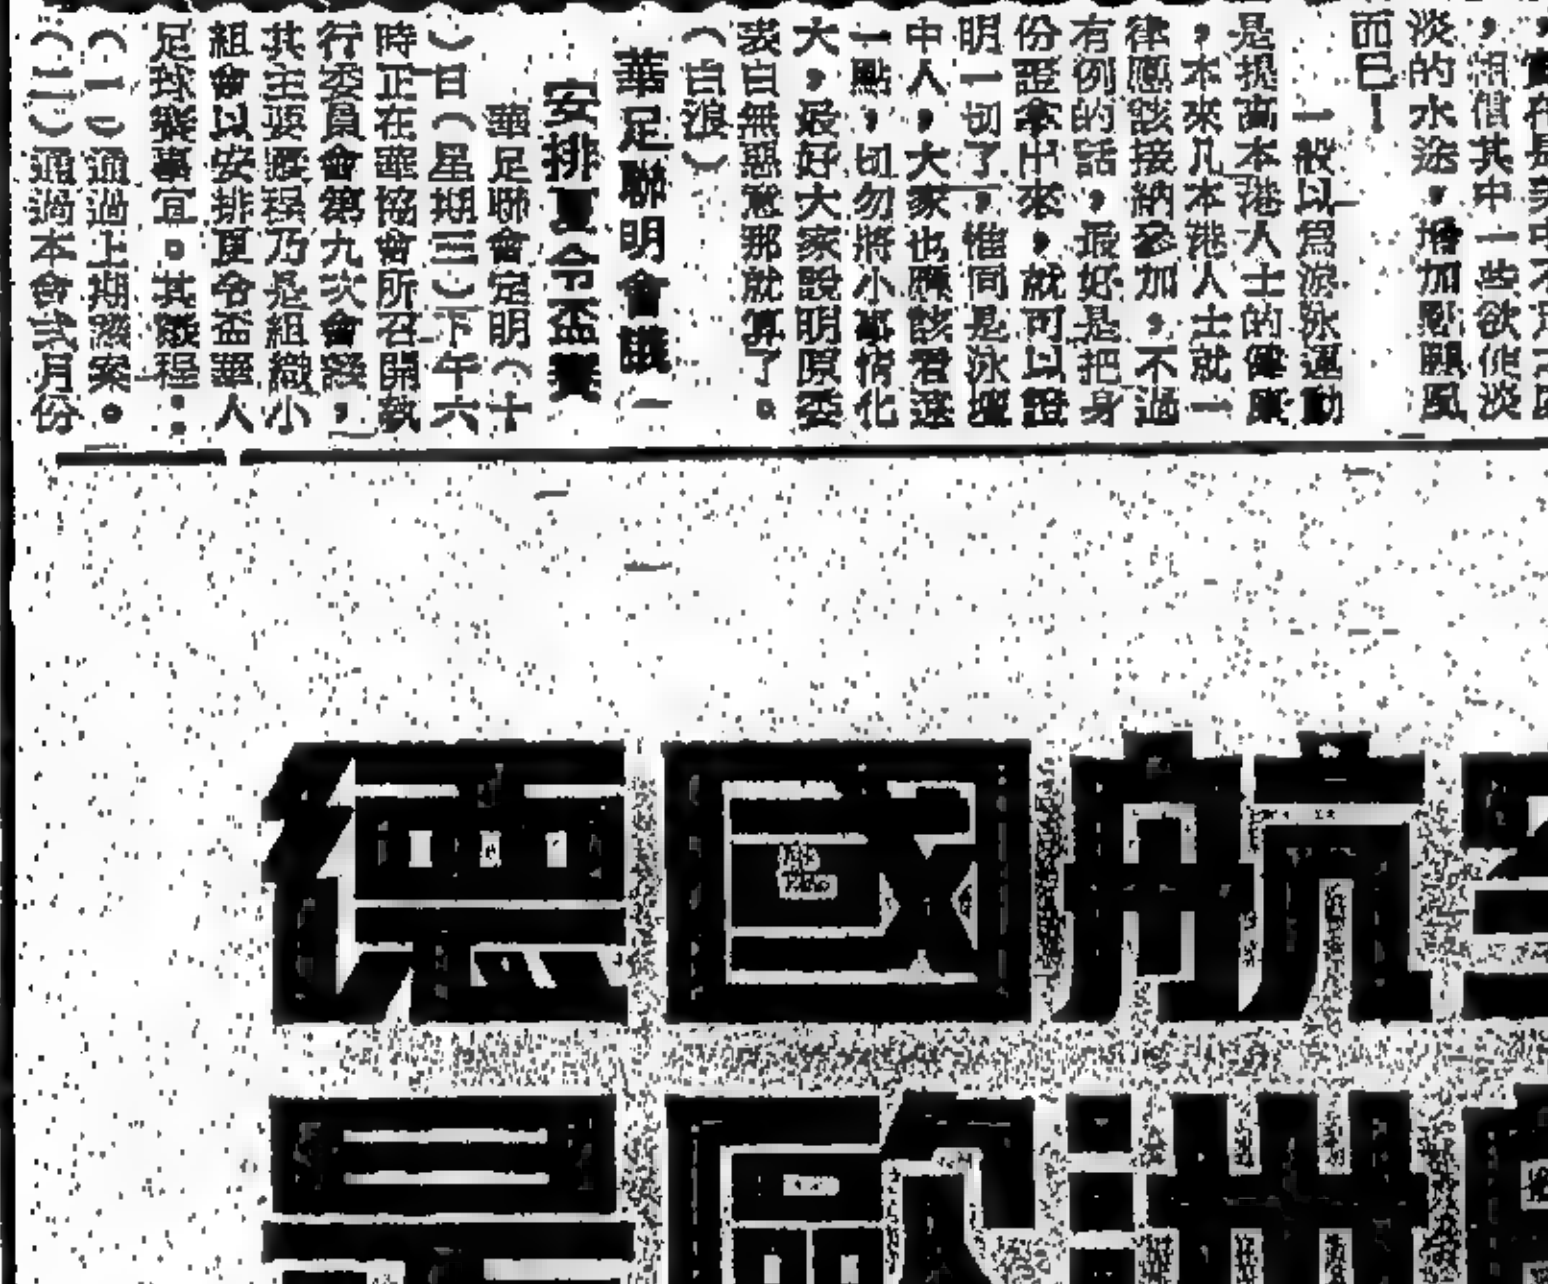 ，相信其中一些欲使淡
淡的水塗，增加點顧風
而已！
一般以為游泳運動
是提高本港人士的健康
，本來凡本港人士就一
律應該接納參加，不過
有例的話，最好是把身
份證拿出來，就可以證
明一切了，惟同是泳壇
中人，大家也應該看遠
一點，切勿將小事情化
大，最好大家說明原委
表白無惡意那就算了。
（白浪）
華足聯明會議
安排夏令盃賽
華足聯會定明（十
）日（星期三）下午六
時正在華協會所召開執
行委員會第九次會議，
其主要議程乃是組織小
組會以安排夏令盃華人
足球賽事宜。其議程：
（一）通過上期議案。
（二）通過本會弍月份
德國航
景歐洲